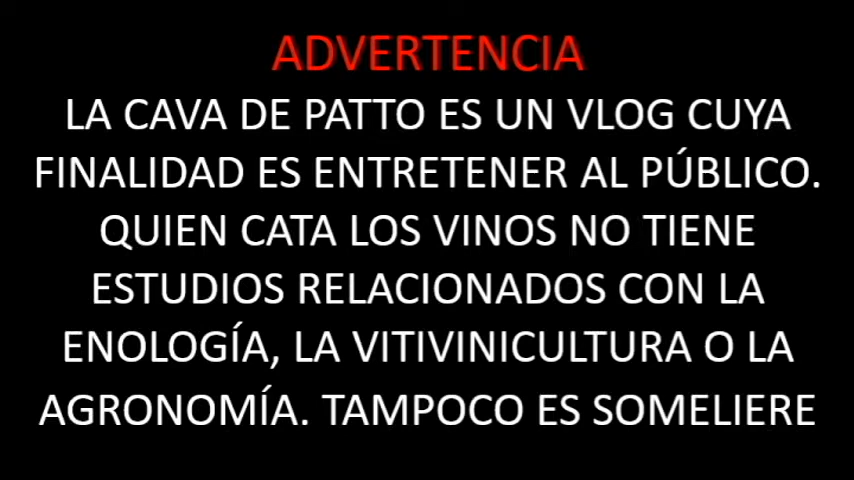 ADVERTENCIA
LA CAVA DE PATTO ES UN VLOG CUYA
FINALIDAD ES ENTRETENER AL PÚBLICO.
QUIEN CATA LOS VINOS NO TIENE
ESTUDIOS RELACIONADOS CON LA
ENOLOGÍA, LA VITIVINICULTURA O LA
AGRONOMÍA. TAMPOCO ES SOMELIERE